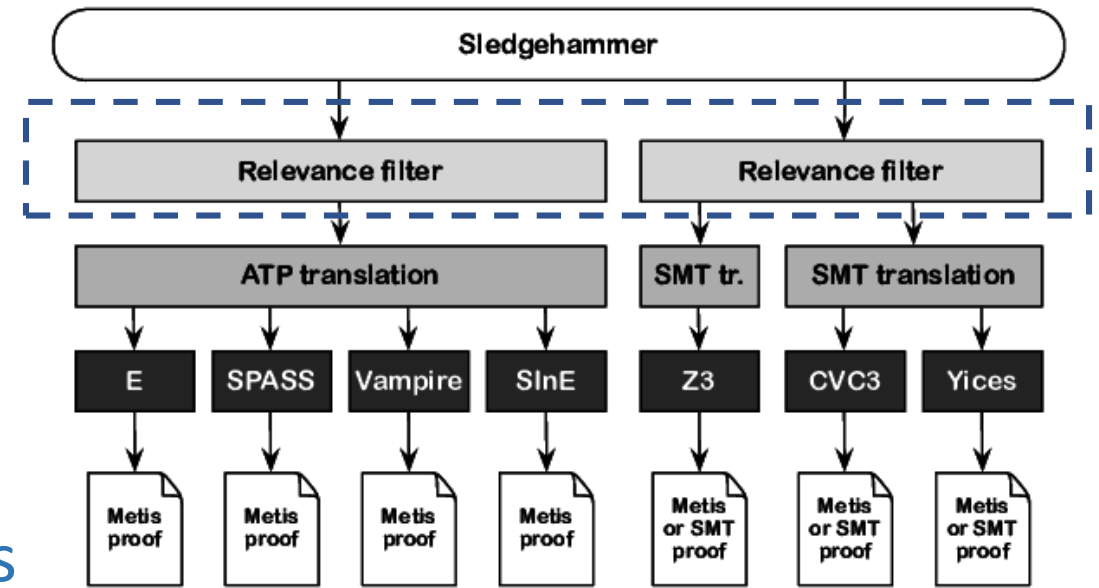 Sledgehammer
Relevance filter
Relevance filter
ATP translation
SMT tr.
SMT translation
E
SPASS
Vampire
SInE
Z3
CVC3
Yices
Metis
proof
Metis
proof
Metis
proof
Metis
proof
Metis
or SMT
proof
Metis
or SMT
proof
Metis
or SMT
proof
s